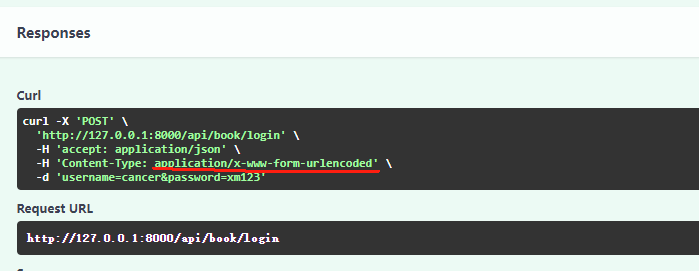 Responses
Curl
curl -X 'POST' \
'http://127.0.0.1:8000/api/book/login' \
-H 'accept: application/json' \
-H 'Content-Type: application/x-www-form-urlencoded' \
-d 'username=cancer&password=xm123'
Request URL
http://127.0.0.1:8000/api/book/login